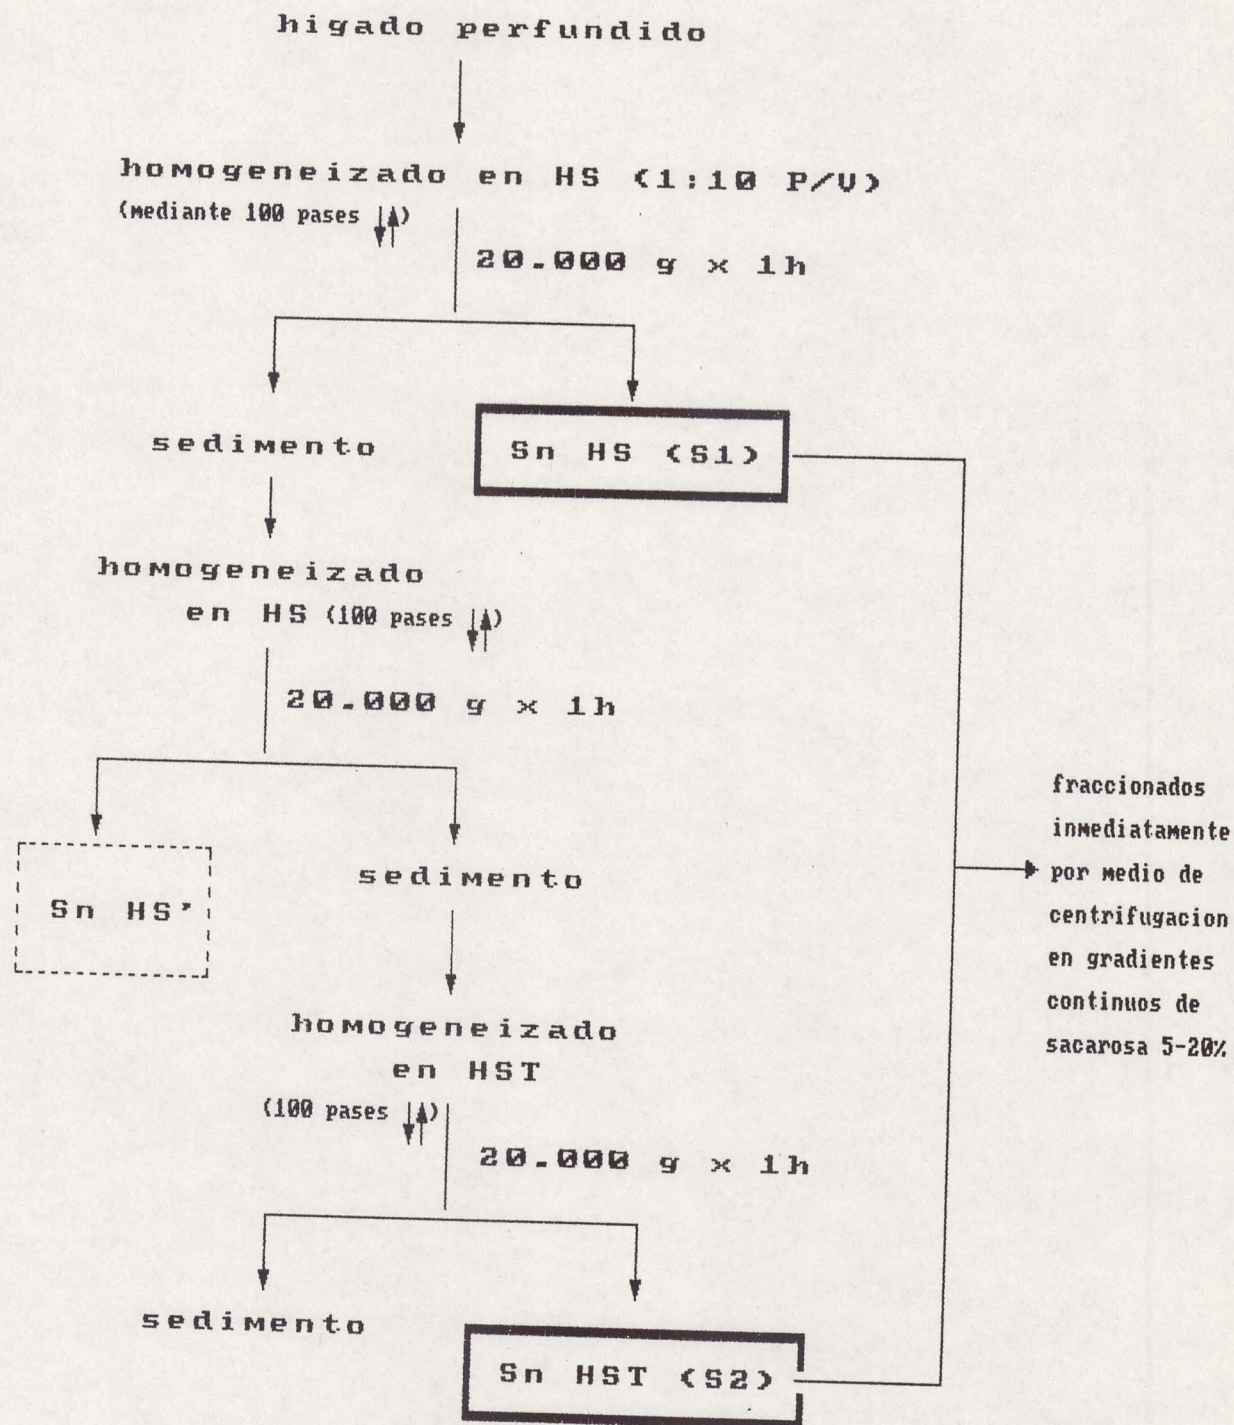 higado perfundido
homogeneizado en HS (1:10 P/V)
(mediante 100 pases ↓↑)
20.000 g x 1h
sedimento
Sn HS (S1)
homogeneizado
en HS (100 pases ↓↑)
20.000 g x 1h
Sn HS'
sedimento
homogeneizado
en HST
(100 pases ↓↑)
20.000 g x 1h
sedimento
Sn HST (S2)
fraccionados
inmediatamente
por medio de
centrifugacion
en gradientes
continuos de
sacarosa 5-20%